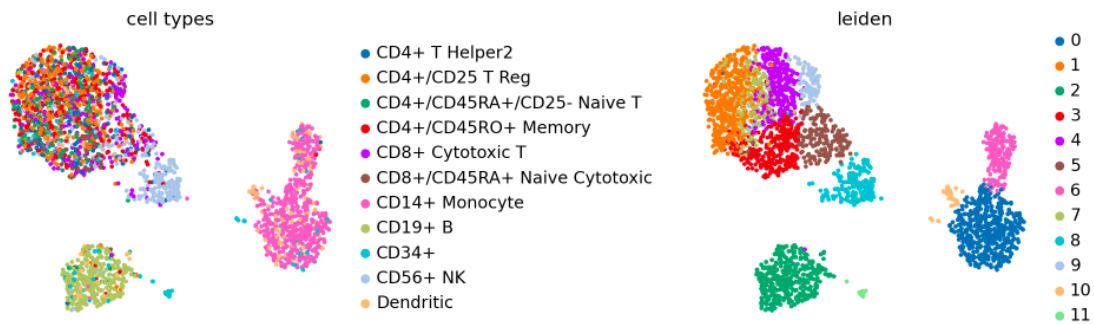 cell types
CD4+ T Helper2
CD4+/CD25 T Reg
CD4+/CD45RA+/CD25- Naive T
CD4+/CD45RO+ Memory
CD8+ Cytotoxic T
CD8+/CD45RA+ Naive Cytotoxic
CD14+ Monocyte
CD19+ B
CD34+
CD56+ NK
Dendritic
leiden
0
1
2
3
4
5
6
7
8
9
10
11